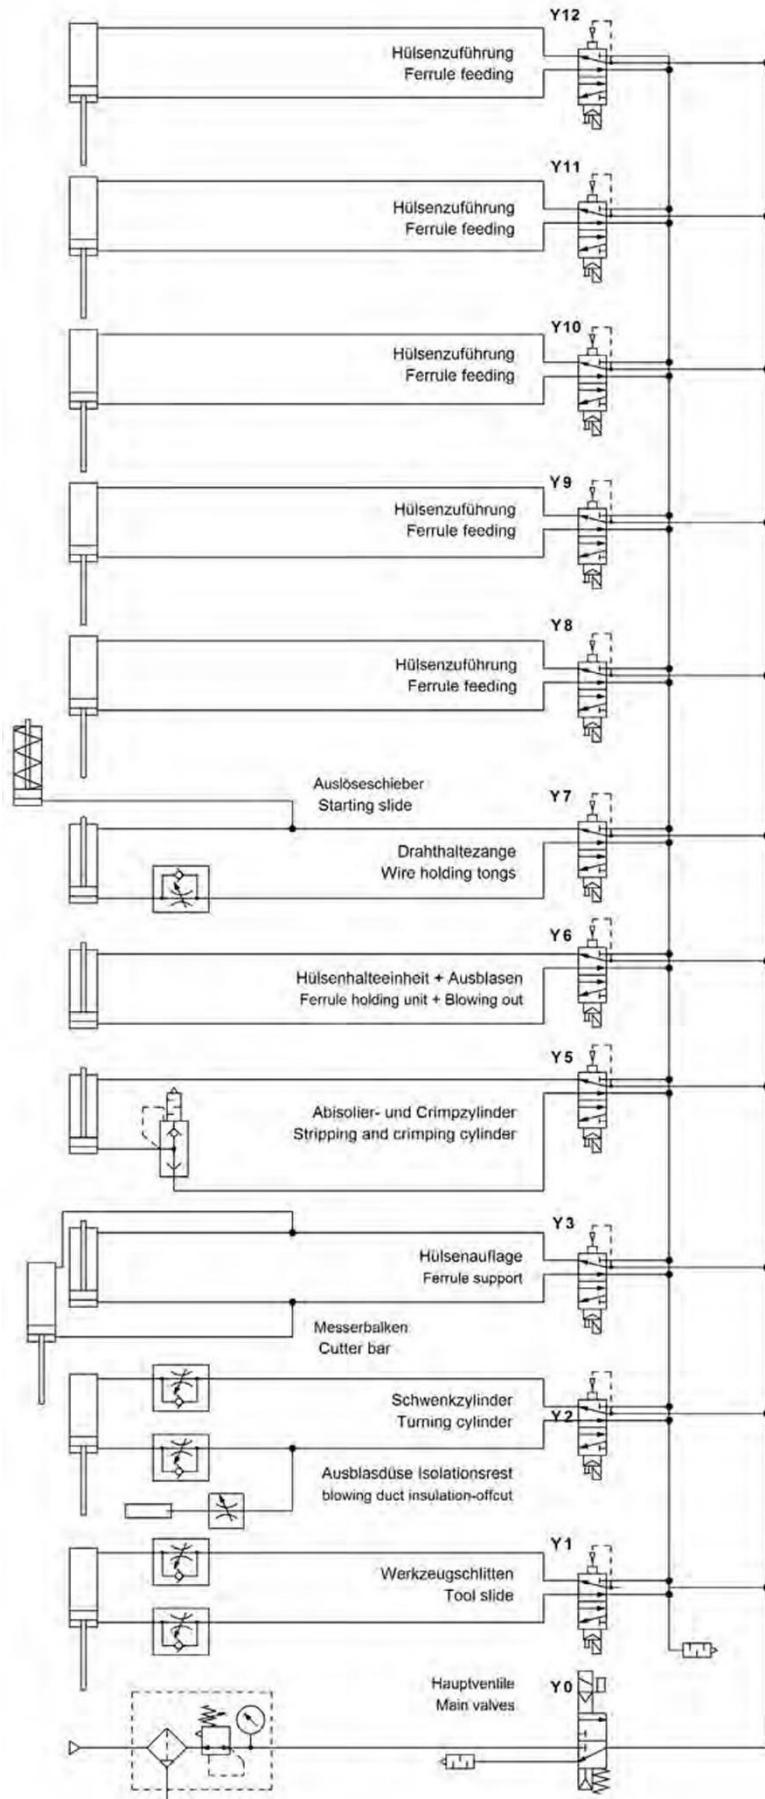 Y12
Hülsenzuführung
Ferrule feeding
Y11
Hülsenzuführung
Ferrule feeding
Y10
Hülsenzuführung
Ferrule feeding
Y9
Hülsenzuführung
Ferrule feeding
Y8
Hülsenzuführung
Ferrule feeding
Auslöseschieber
Starting slide
Y7
Drahthaltezange
Wire holding tongs
Y6
Hülsenhalteeinheit + Ausblasen
Ferrule holding unit + Blowing out
Y5
Abisolier- und Crimpzylinder
Stripping and crimping cylinder
Y3
Hülsenauflage
Ferrule support
Messerbalken
Cutter bar
Schwenkzylinder
Turning cylinder
Y2
Ausblasdüse Isolationsrest
blowing duct insulation-offcut
Y1
Werkzeugschlitten
Tool slide
Hauptventile
Main valves
Y0